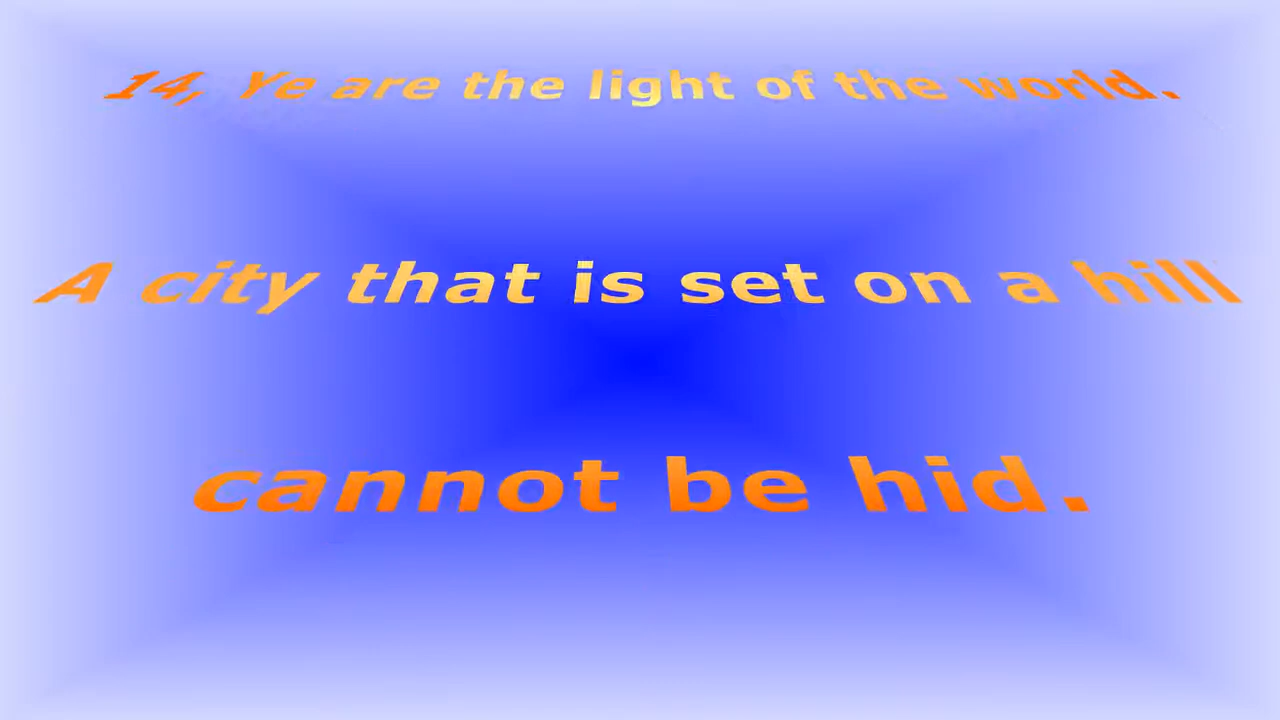 14, Ye are the light of the world.
A city that is set on a hill
cannot be hid.